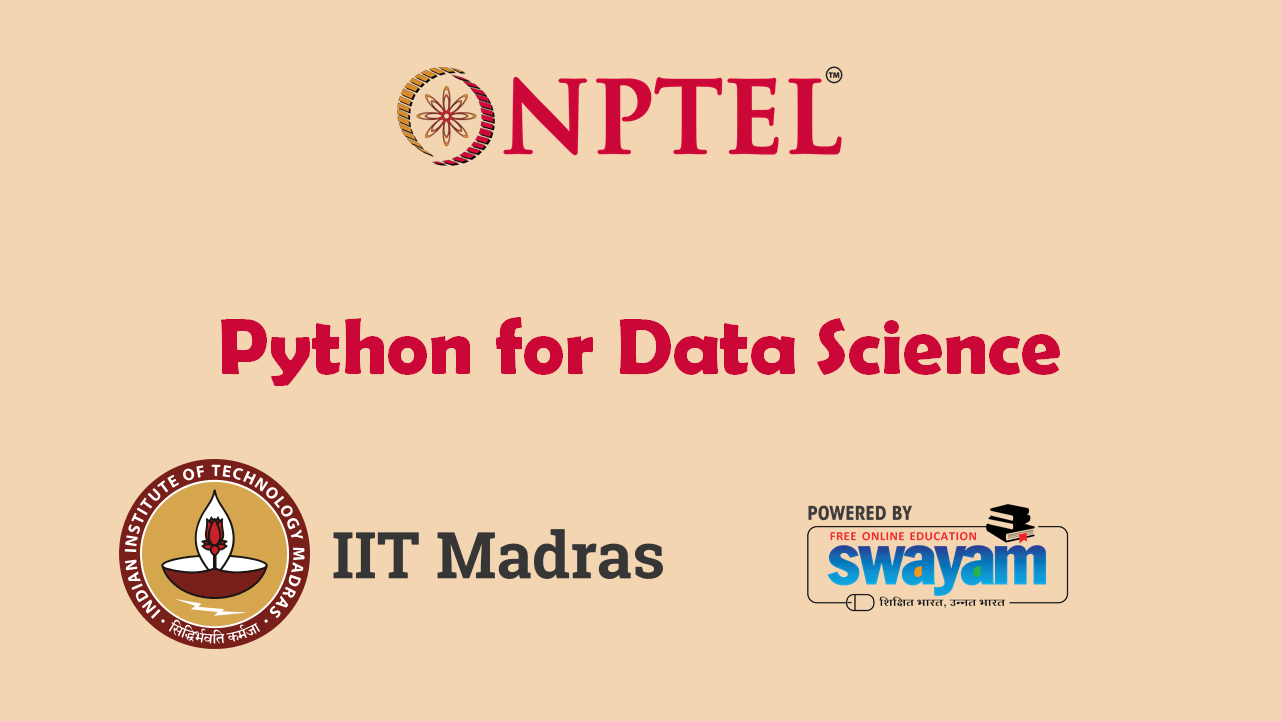 NPTEL™
Python for Data Science
INDIAN INSTITUTE OF TECHNOLOGY MADRAS
सिद्धिर्भवति कर्मजा
IIT Madras
POWERED BY
FREE ONLINE EDUCATION
swayam
शिक्षित भारत, उन्नत भारत